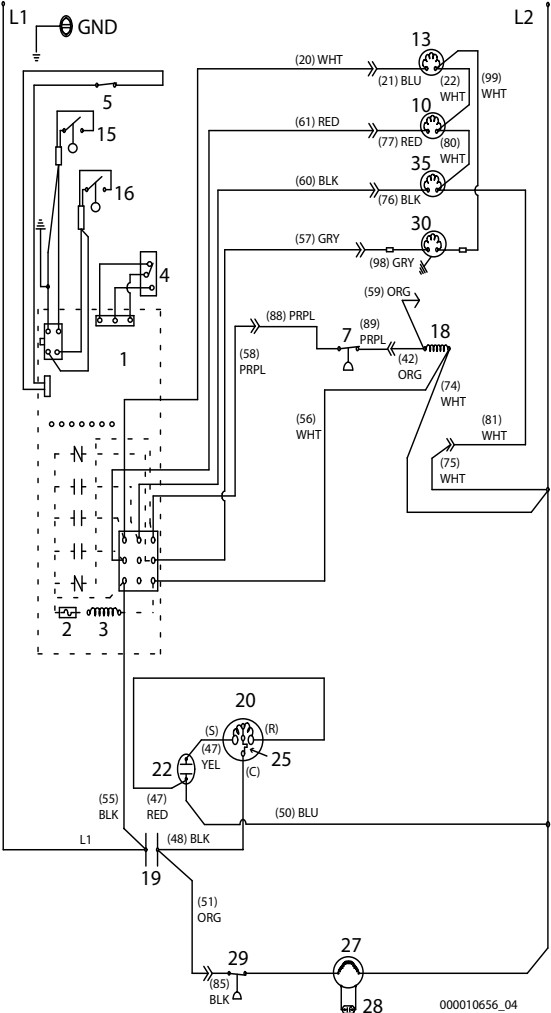 L1
L2
GND
13
(20) WHT
(21) BLU
(22)
WHT
(99)
WHT
5
15
10
(61) RED
(77) RED
(80)
WHT
16
35
(60) BLK
(76) BLK
30
(57) GRY
(98) GRY
4
(59) ORG
(88) PRPL
7
(89)
PRPL
18
1
(58)
PRPL
(42)
ORG
(74)
WHT
(56)
WHT
(81)
WHT
(75)
WHT
2
3
20
(S)
(R)
(47)
YEL
25
22
(C)
(55)
BLK
(47)
RED
(50) BLU
L1
(48) BLK
19
(51)
ORG
29
27
(85)
BLK
28
000010656_04